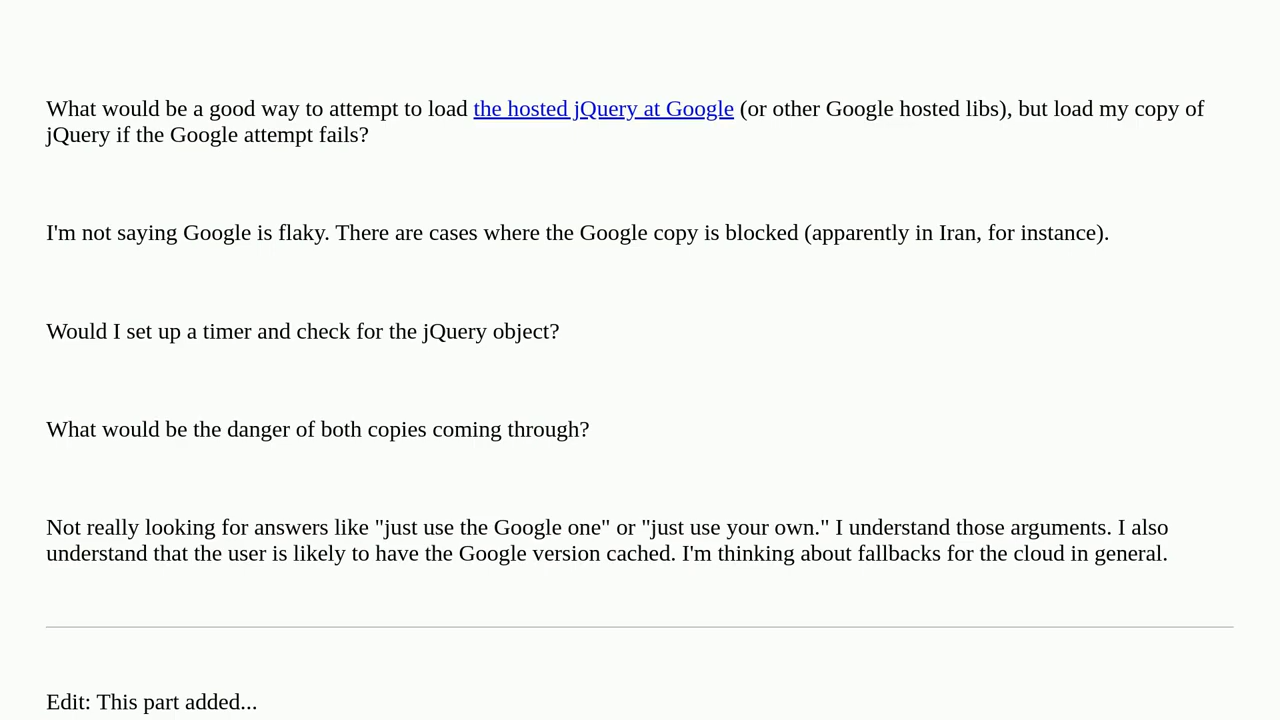 What would be a good way to attempt to load the hosted jQuery at Google (or other Google hosted libs), but load my copy of
jQuery if the Google attempt fails?
I'm not saying Google is flaky. There are cases where the Google copy is blocked (apparently in Iran, for instance).
Would I set up a timer and check for the jQuery object?
What would be the danger of both copies coming through?
Not really looking for answers like "just use the Google one" or "just use your own." I understand those arguments. I also
understand that the user is likely to have the Google version cached. I'm thinking about fallbacks for the cloud in general.
Edit: This part added...